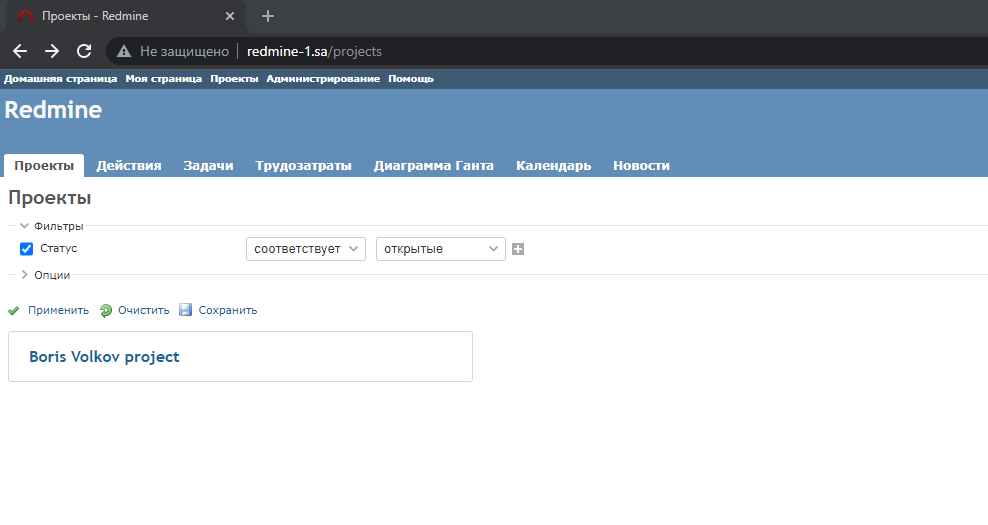 Проекты - Redmine
Не защищено redmine-1.sa/projects
Домашняя страница Моя страница Проекты Администрирование Помощь
Redmine
Проекты Действия Задачи Трудозатраты Диаграмма Ганта Календарь Новости
Проекты
Фильтры
Статус соответствует открытые
Опции
Применить Очистить Сохранить
Boris Volkov project